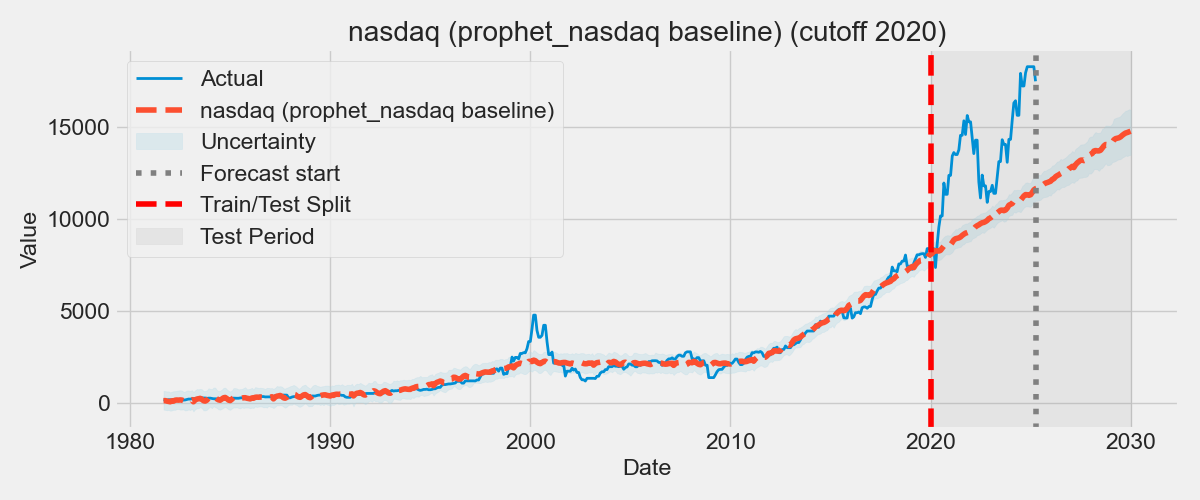 nasdaq (prophet_nasdaq baseline) (cutoff 2020)
Actual
nasdaq (prophet_nasdaq baseline)
Uncertainty
Forecast start
Train/Test Split
Test Period
Value
15000
10000
5000
0
1980 1990 2000 2010 2020 2030
Date